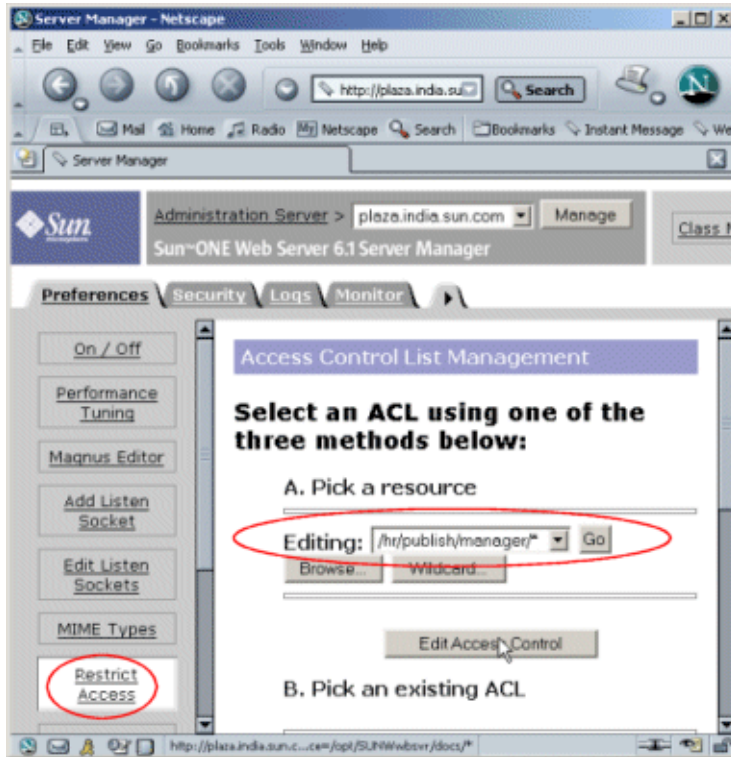 Server Manager - Netscape
File Edit View Go Bookmarks Tools Window Help
http://plaza.india.su Search N
Mail Home Radio My Netscape Search Bookmarks Instant Message We
Server Manager
Sun
microsystems
Administration Server > plaza.india.sun.com Manage
Class M
Sun™ONE Web Server 6.1 Server Manager
Preferences Security Logs Monitor
On / Off
Performance
Tuning
Magnus Editor
Add Listen
Socket
Edit Listen
Sockets
MIME Types
Restrict
Access
Access Control List Management
Select an ACL using one of the
three methods below:
A. Pick a resource
Editing: /hr/publish/manager/* Go
Browse... Wildcard...
Edit Access Control
B. Pick an existing ACL
http://plaza.india.sun.c...ce=/opt/SUNWwbsvr/docs/*